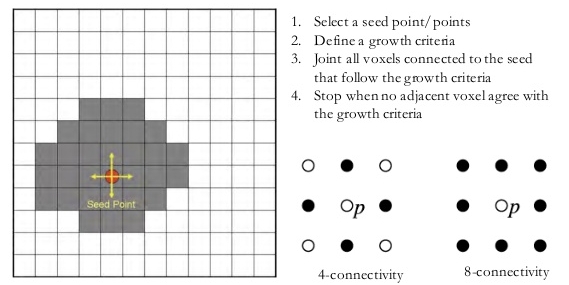 1. Select a seed point/points
2. Define a growth criteria
3. Joint all voxels connected to the seed
that follow the growth criteria
4. Stop when no adjacent voxel agree with
the growth criteria
Seed Point
p
p
4-connectivity
8-connectivity